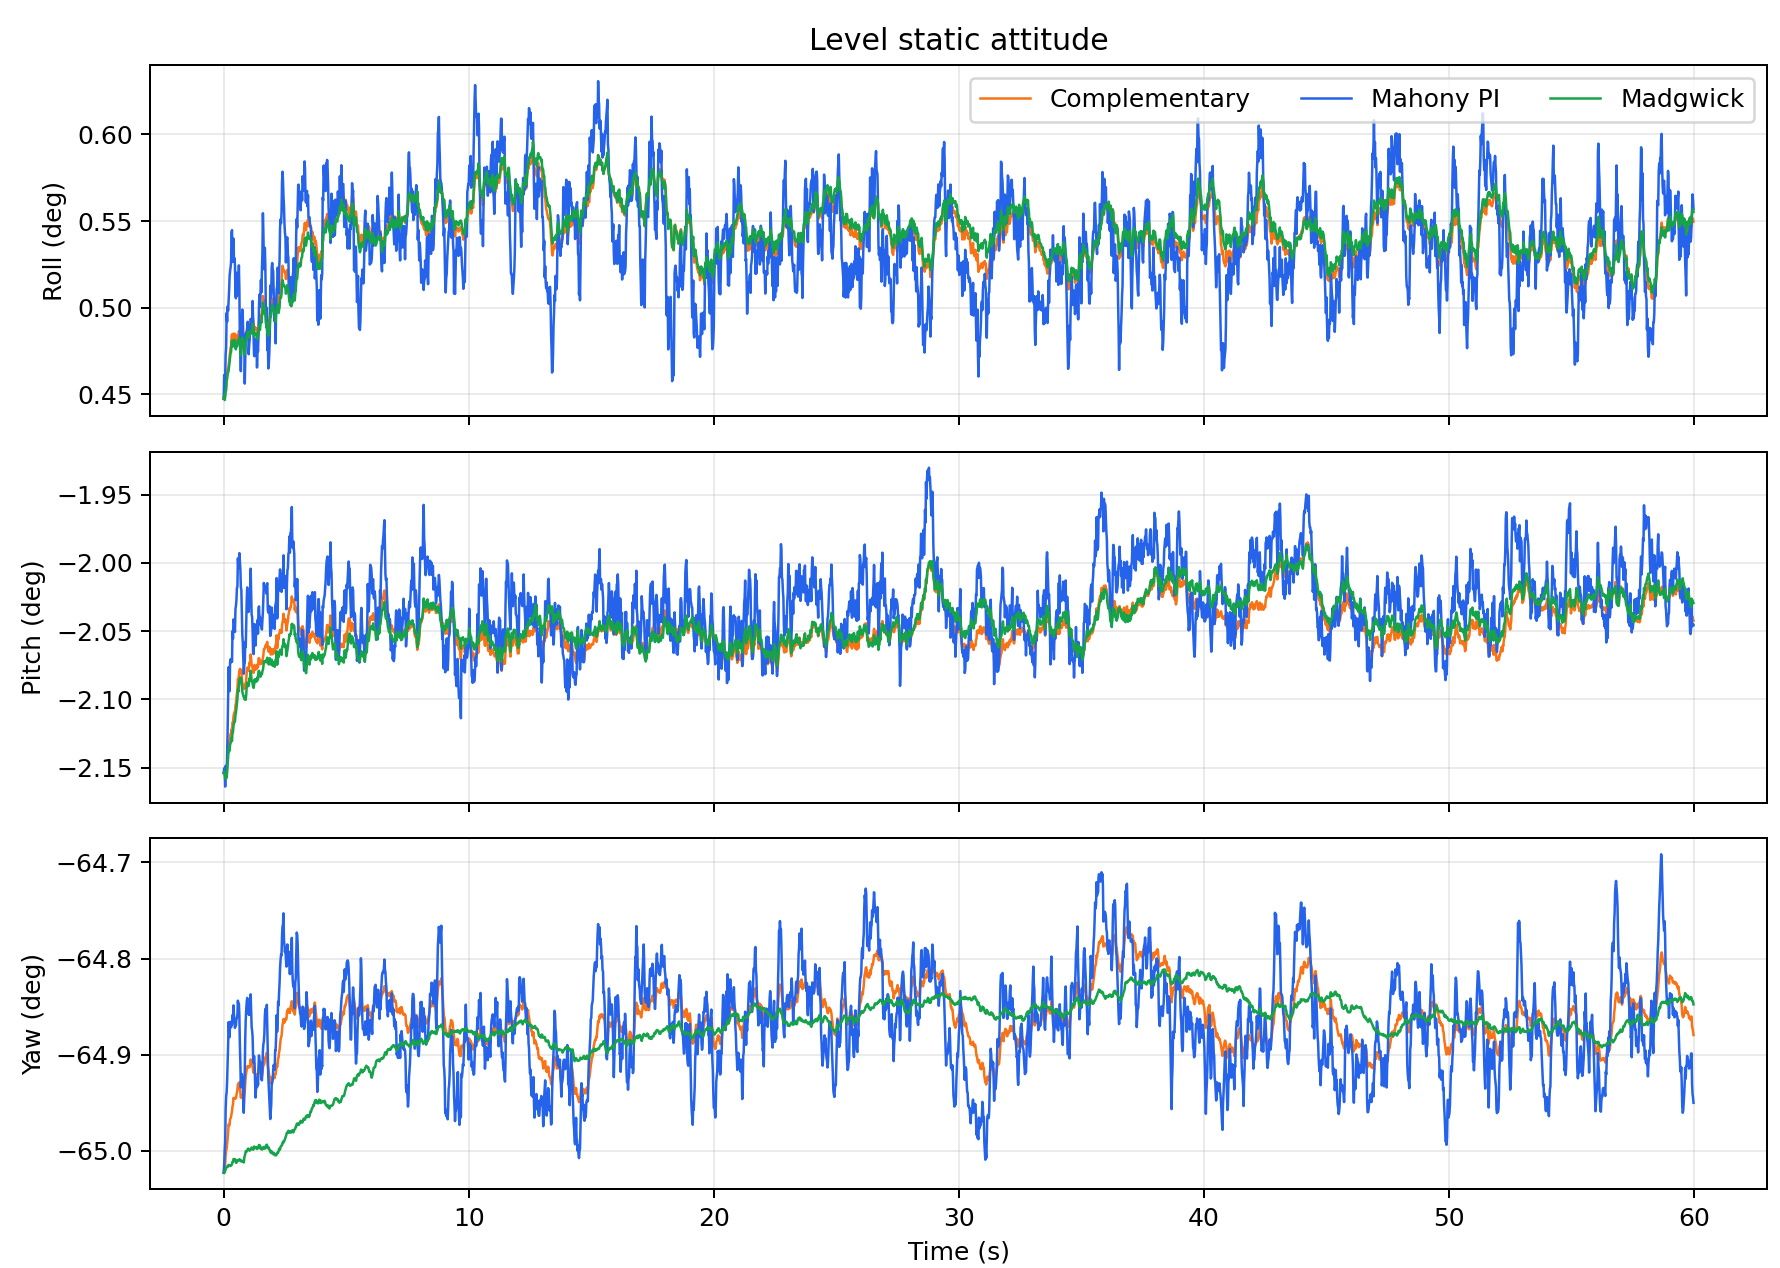 Level static attitude
Complementary Mahony PI Madgwick
Roll (deg)
0.60
0.55
0.50
0.45
Pitch (deg)
−1.95
−2.00
−2.05
−2.10
−2.15
Yaw (deg)
−64.7
−64.8
−64.9
−65.0
0 10 20 30 40 50 60
Time (s)